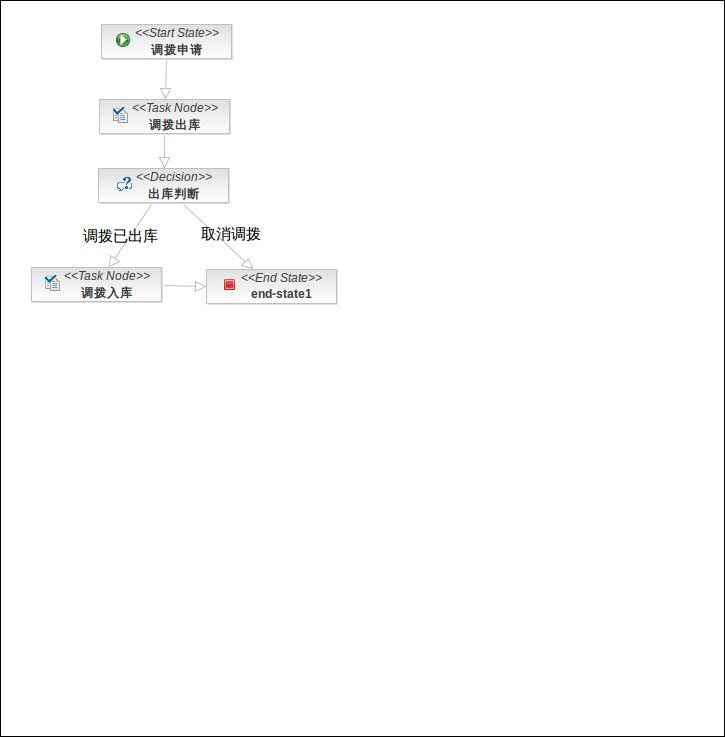 <<Start State>>
调拨申请
<<Task Node>>
调拨出库
<<Decision>>
出库判断
调拨已出库
取消调拨
<<Task Node>>
调拨入库
<<End State>>
end-state1